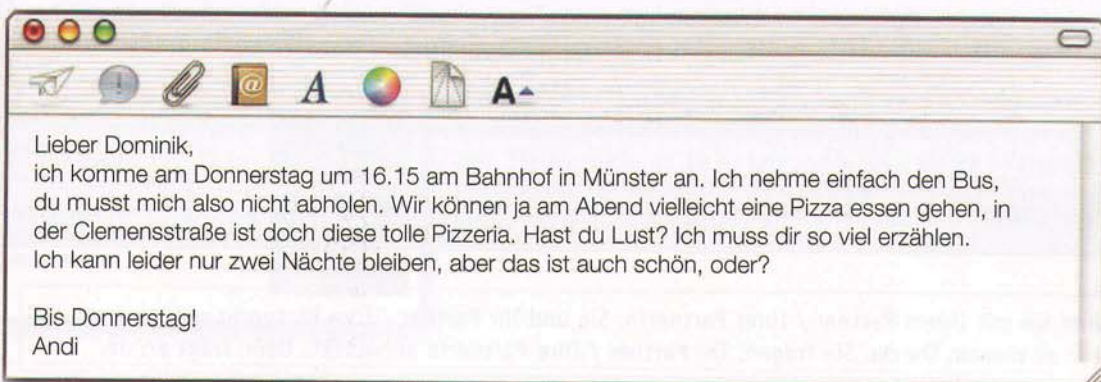 Lieber Dominik,
ich komme am Donnerstag um 16.15 am Bahnhof in Münster an. Ich nehme einfach den Bus,
du musst mich also nicht abholen. Wir können ja am Abend vielleicht eine Pizza essen gehen, in
der Clemensstraße ist doch diese tolle Pizzeria. Hast du Lust? Ich muss dir so viel erzählen.
Ich kann leider nur zwei Nächte bleiben, aber das ist auch schön, oder?
Bis Donnerstag!
Andi